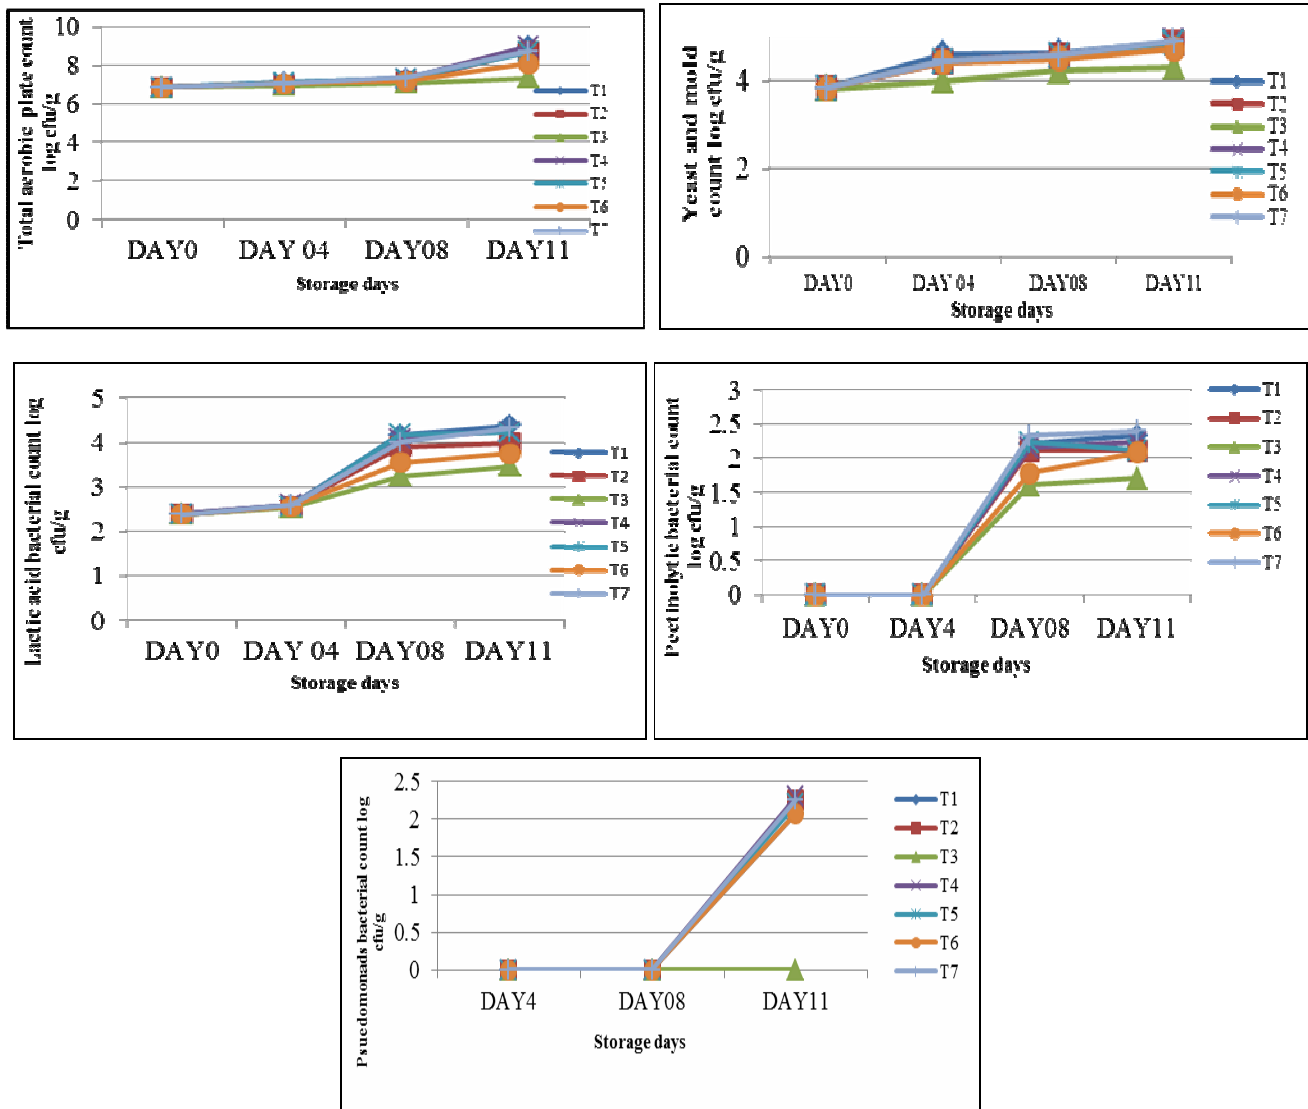 Total aerobic plate count
log cfu/g
10
8
6
4
2
0
DAY0 DAY 04 DAY08 DAY11
Storage days
T1
T2
T3
T4
T5
T6
Yeast and mold
count log cfu/g
4
2
0
DAY0 DAY 04 DAY08 DAY11
Storage days
T1
T2
T3
T4
T5
T6
T7
Lactic acid bacterial count log
cfu/g
5
4
3
2
1
0
DAY0 DAY 04 DAY08 DAY11
Storage days
T1
T2
T3
T4
T5
T6
T7
Pectinolytic bacterial count
log cfu/g
3
2.5
2
1.5
1
0.5
0
DAY0 DAY4 DAY08 DAY11
Storage days
T1
T2
T3
T4
T5
T6
T7
Psuedomonads bacterial count log
cfu/g
2.5
2
1.5
1
0.5
0
DAY4 DAY08 DAY11
Storage days
T1
T2
T3
T4
T5
T6
T7